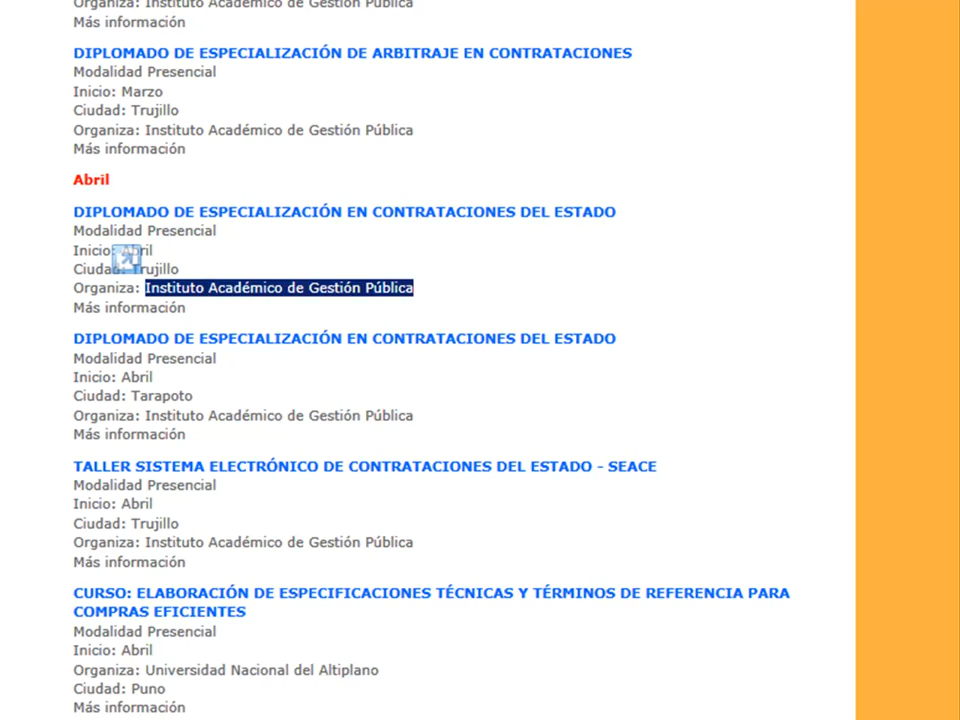 Organiza: Instituto Académico de Gestión Pública
Más información
DIPLOMADO DE ESPECIALIZACIÓN DE ARBITRAJE EN CONTRATACIONES
Modalidad Presencial
Inicio: Marzo
Ciudad: Trujillo
Organiza: Instituto Académico de Gestión Pública
Más información
Abril
DIPLOMADO DE ESPECIALIZACIÓN EN CONTRATACIONES DEL ESTADO
Modalidad Presencial
Inicio: Abril
Ciudad: Trujillo
Organiza: Instituto Académico de Gestión Pública
Más información
DIPLOMADO DE ESPECIALIZACIÓN EN CONTRATACIONES DEL ESTADO
Modalidad Presencial
Inicio: Abril
Ciudad: Tarapoto
Organiza: Instituto Académico de Gestión Pública
Más información
TALLER SISTEMA ELECTRÓNICO DE CONTRATACIONES DEL ESTADO - SEACE
Modalidad Presencial
Inicio: Abril
Ciudad: Trujillo
Organiza: Instituto Académico de Gestión Pública
Más información
CURSO: ELABORACIÓN DE ESPECIFICACIONES TÉCNICAS Y TÉRMINOS DE REFERENCIA PARA
COMPRAS EFICIENTES
Modalidad Presencial
Inicio: Abril
Organiza: Universidad Nacional del Altiplano
Ciudad: Puno
Más información